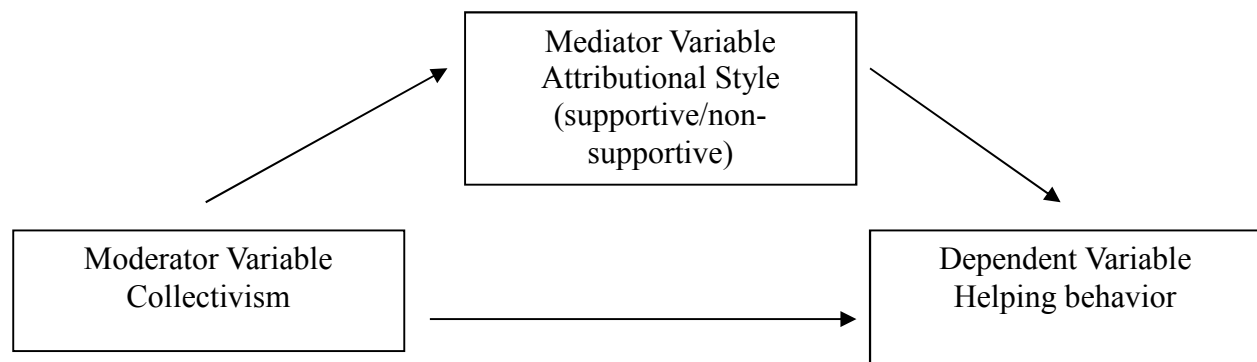 Mediator Variable
Attributional Style
(supportive/non-
supportive)
Moderator Variable
Collectivism
Dependent Variable
Helping behavior